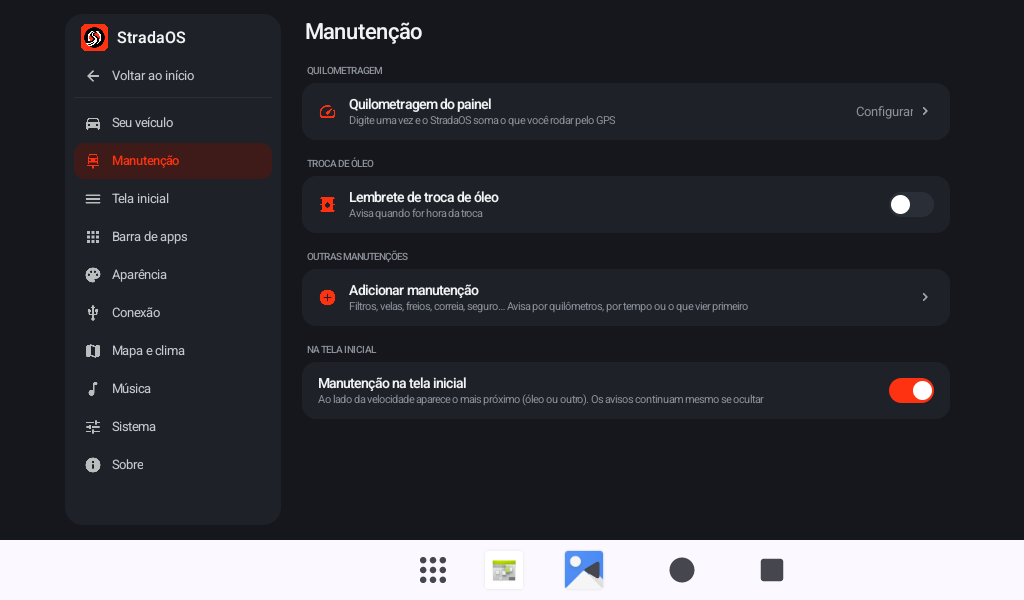 StradaOS
Voltar ao início
Seu veículo
Manutenção
Tela inicial
Barra de apps
Aparência
Conexão
Mapa e clima
Música
Sistema
Sobre
Manutenção
QUILOMETRAGEM
Quilometragem do painel
Digite uma vez e o StradaOS soma o que você rodar pelo GPS
Configurar
TROCA DE ÓLEO
Lembrete de troca de óleo
Avisa quando for hora da troca
OUTRAS MANUTENÇÕES
Adicionar manutenção
Filtros, velas, freios, correia, seguro... Avisa por quilômetros, por tempo ou o que vier primeiro
NA TELA INICIAL
Manutenção na tela inicial
Ao lado da velocidade aparece o mais próximo (óleo ou outro). Os avisos continuam mesmo se ocultar